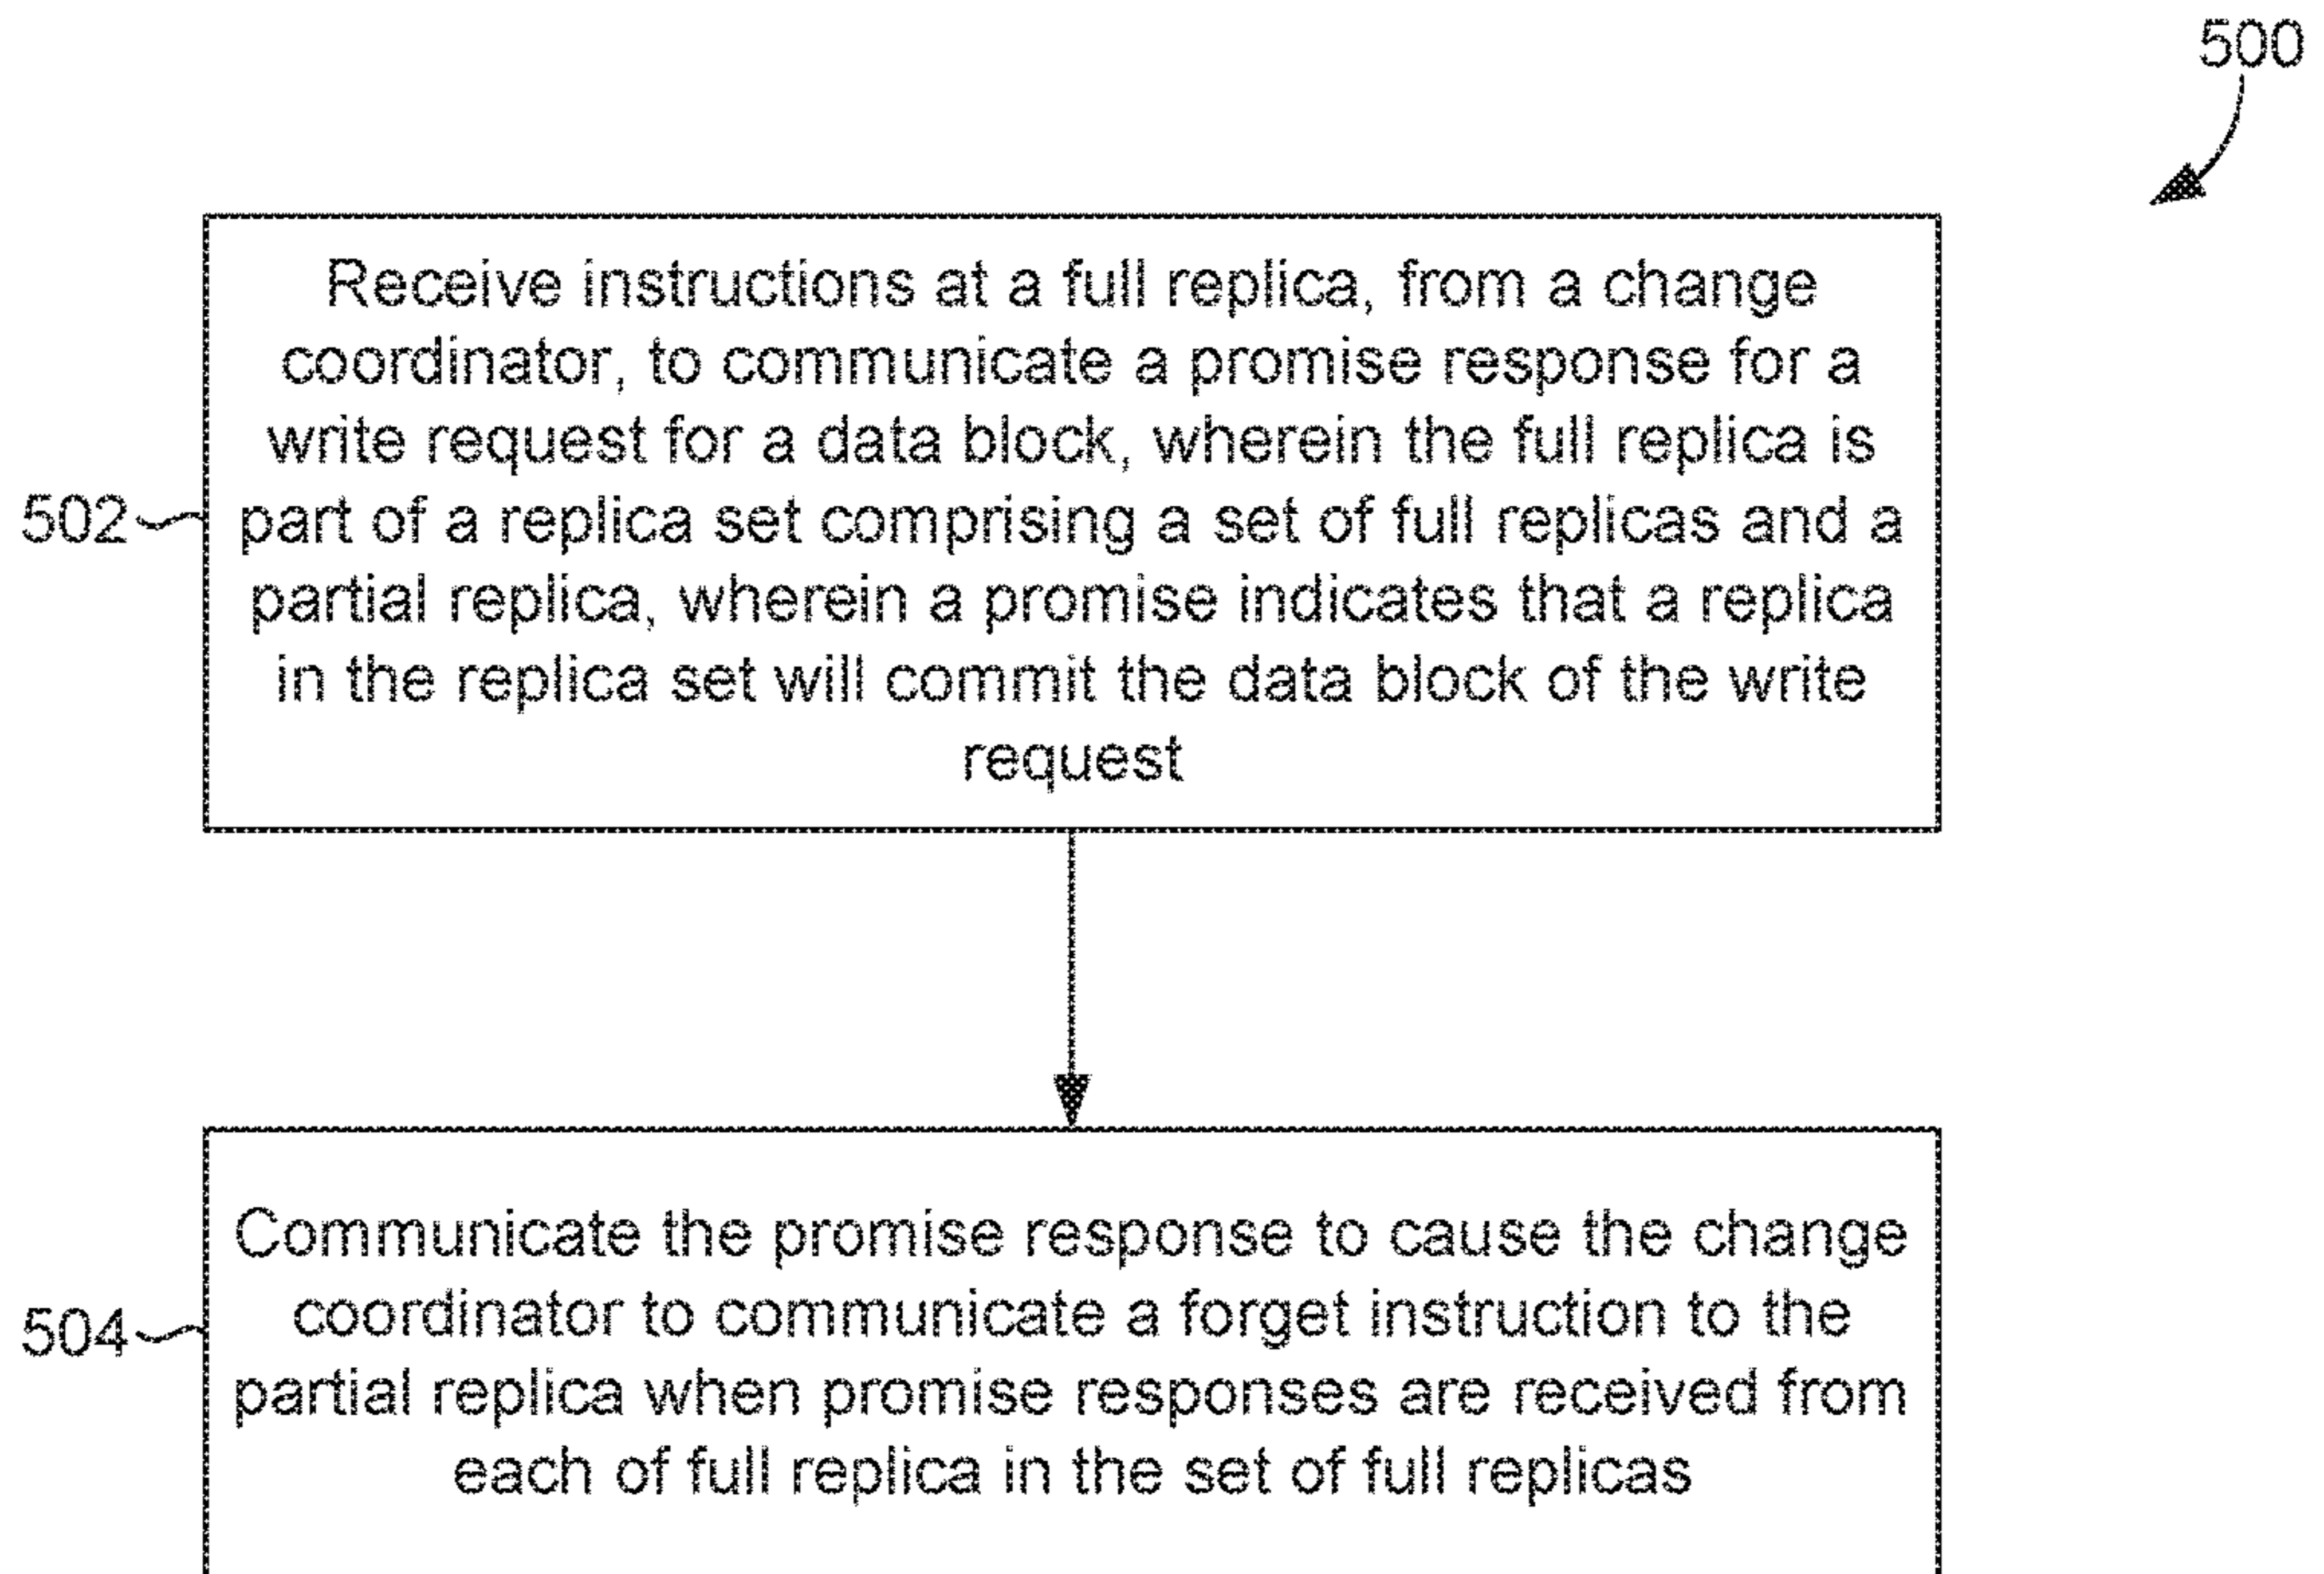 500
Receive instructions at a full replica, from a change
coordinator, to communicate a promise response for a
write request for a data block, wherein the full replica is
502
part of a replica set comprising a set of full replicas and a
partial replica, wherein a promise indicates that a replica
in the replica set will commit the data block of the write
request
Communicate the promise response to cause the change
coordinator to communicate a forget instruction to the
504
partial replica when promise responses are received from
each of full replica in the set of full replicas